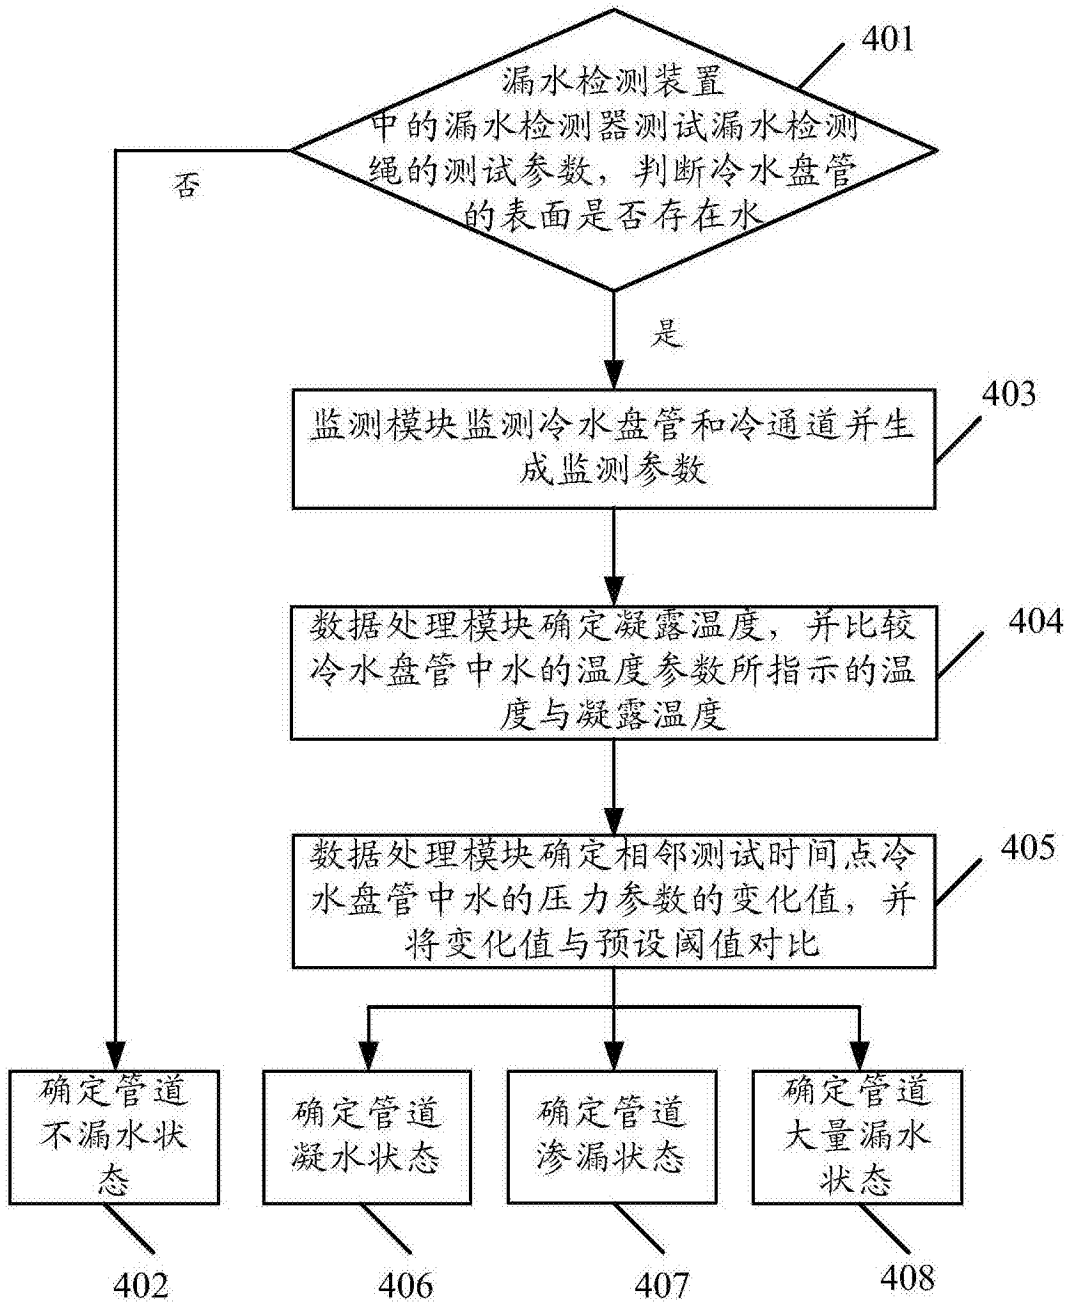 401
漏水检测装置
中的漏水检测器测试漏水检测
绳的测试参数，判断冷水盘管
的表面是否存在水
否
是
403
监测模块监测冷水盘管和冷通道并生
成监测参数
404
数据处理模块确定凝露温度，并比较
冷水盘管中水的温度参数所指示的温
度与凝露温度
405
数据处理模块确定相邻测试时间点冷
水盘管中水的压力参数的变化值，并
将变化值与预设阈值对比
确定管道
不漏水状
态
确定管道
凝水状态
确定管道
渗漏状态
确定管道
大量漏水
状态
402
406
407
408